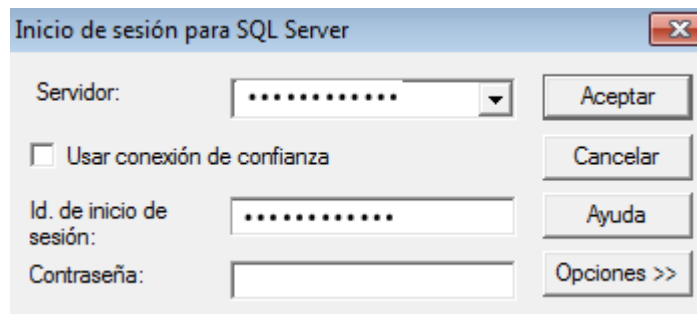 Inicio de sesión para SQL Server
Servidor: •••••••••••• Aceptar
Usar conexión de confianza Cancelar
Id. de inicio de
sesión: •••••••••••• Ayuda
Contraseña: Opciones >>